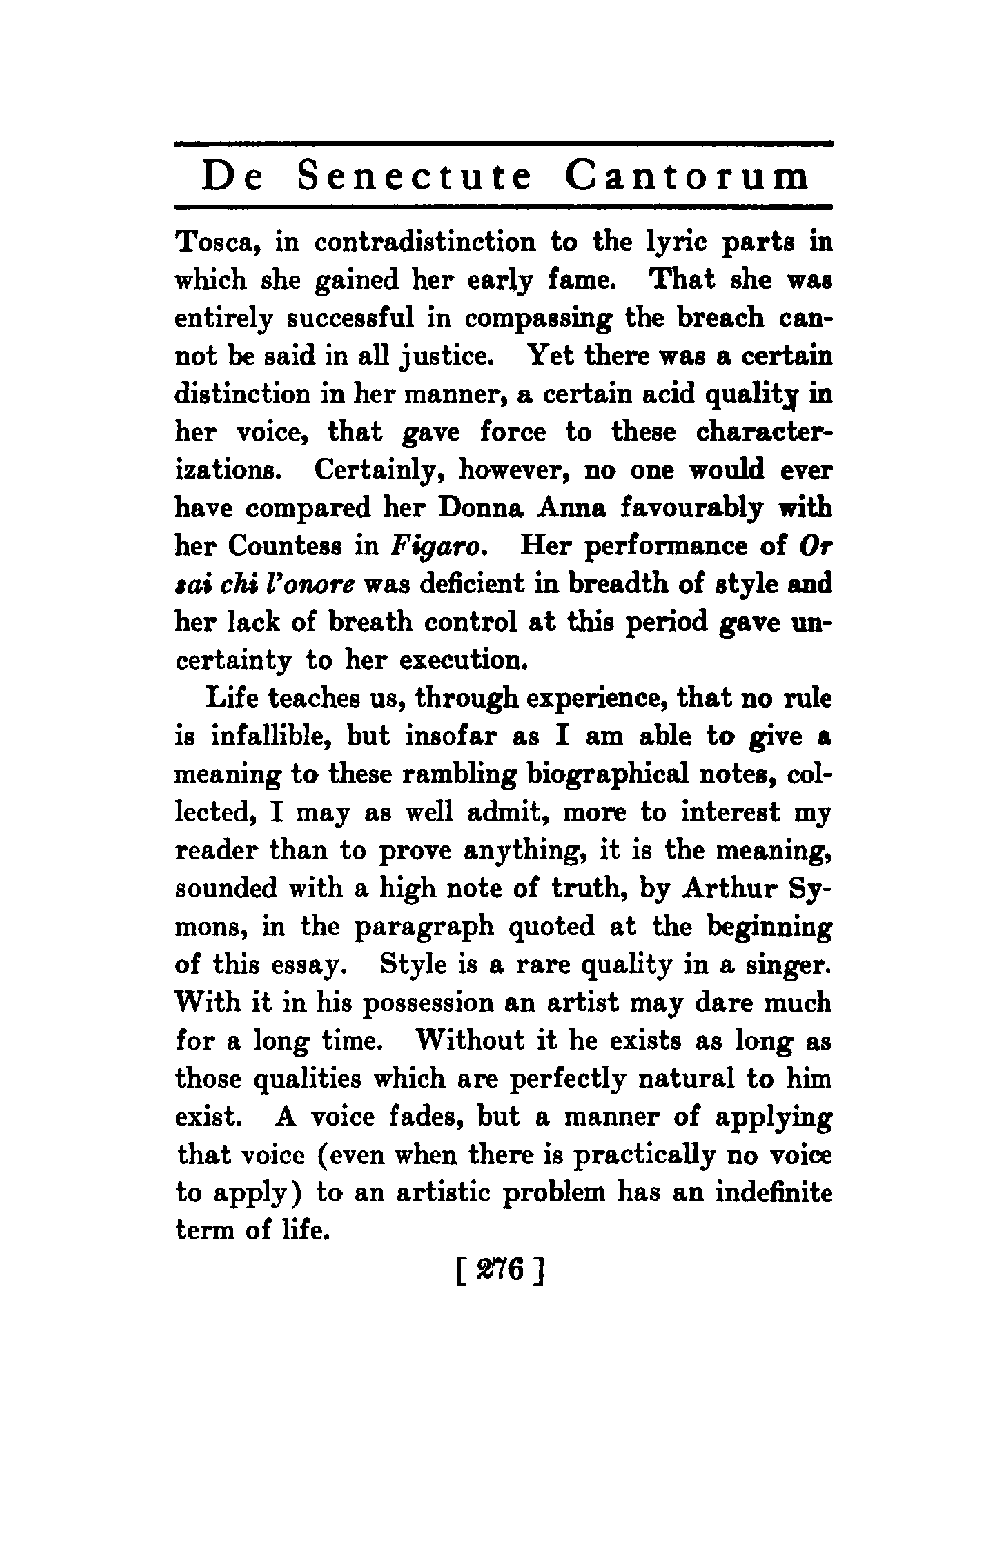 De Senectute Cantorum
Tosca, in contradistinction to the lyric parts in
which she gained her early fame. That she was
entirely successful in compassing the breach can-
not be said in all justice. Yet there was a certain
distinction in her manner, a certain acid quality in
her voice, that gave force to these character-
izations. Certainly, however, no one would ever
have compared her Donna Anna favourably with
her Countess in Figaro. Her performance of Or
sai chi l'onore was deficient in breadth of style and
her lack of breath control at this period gave un-
certainty to her execution.
Life teaches us, through experience, that no rule
is infallible, but insofar as I am able to give a
meaning to these rambling biographical notes, col-
lected, I may as well admit, more to interest my
reader than to prove anything, it is the meaning,
sounded with a high note of truth, by Arthur Sy-
mons, in the paragraph quoted at the beginning
of this essay. Style is a rare quality in a singer.
With it in his possession an artist may dare much
for a long time. Without it he exists as long as
those qualities which are perfectly natural to him
exist. A voice fades, but a manner of applying
that voice (even when there is practically no voice
to apply) to an artistic problem has an indefinite
term of life.
[ 276 ]